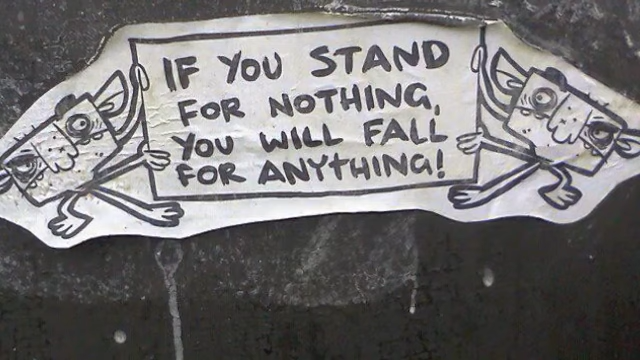 IF YOU STAND
FOR NOTHING,
YOU WILL FALL
FOR ANYTHING!